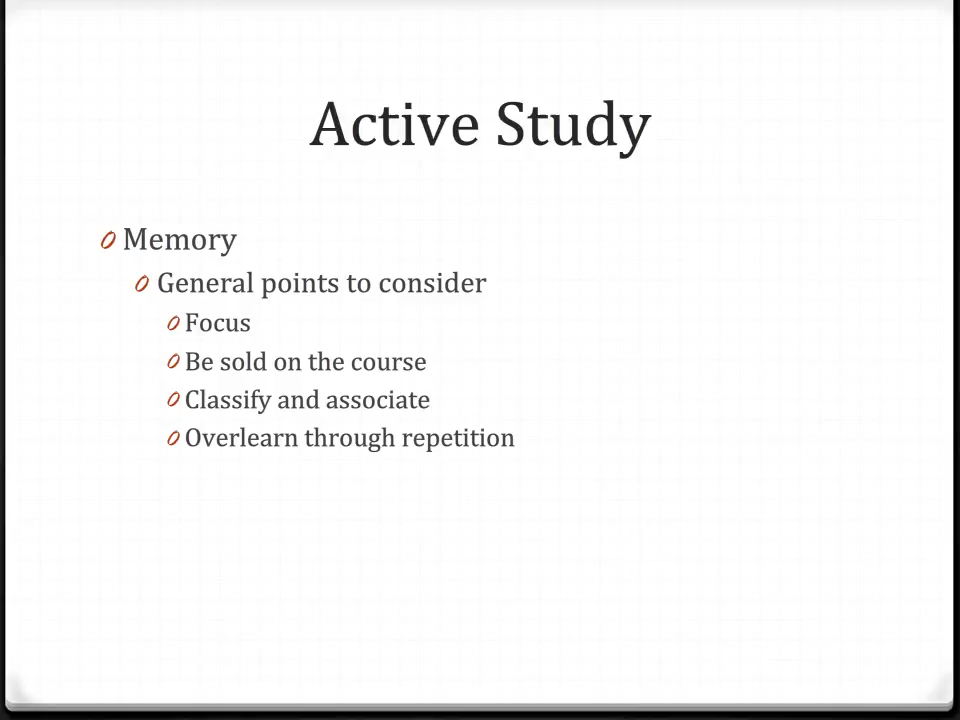 Active Study
Memory
General points to consider
Focus
Be sold on the course
Classify and associate
Overlearn through repetition